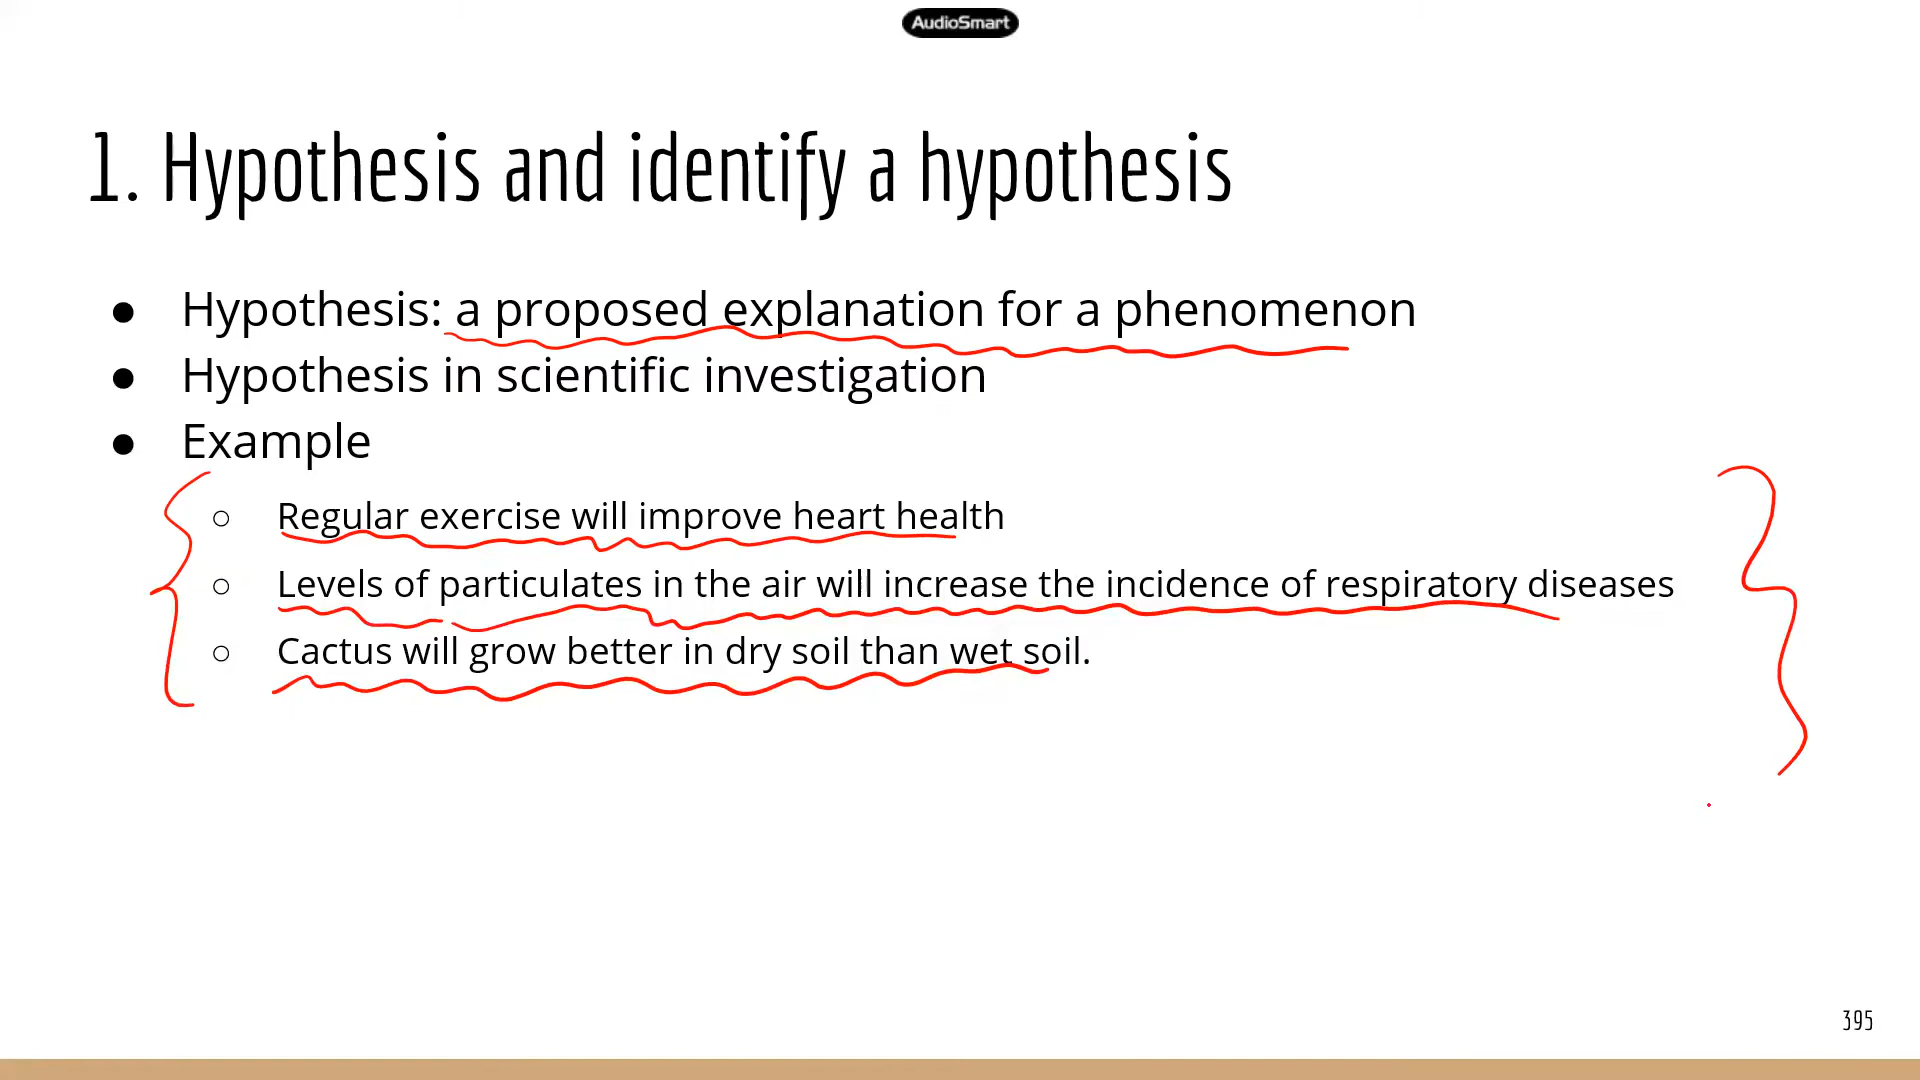 AudioSmart
1. Hypothesis and identify a hypothesis
● Hypothesis: a proposed explanation for a phenomenon
● Hypothesis in scientific investigation
● Example
○ Regular exercise will improve heart health
○ Levels of particulates in the air will increase the incidence of respiratory diseases
○ Cactus will grow better in dry soil than wet soil.
395